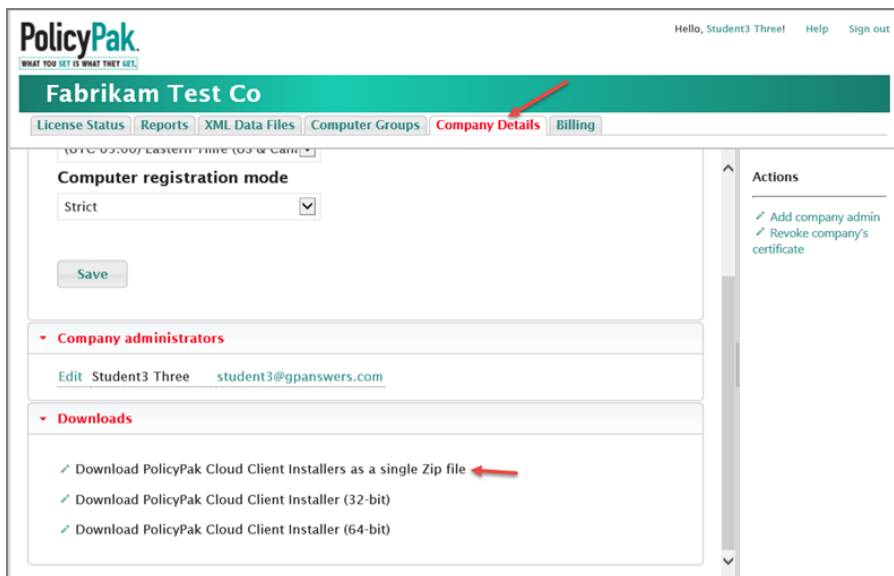 PolicyPak.
WHAT YOU SET IS WHAT THEY GET.
Hello, Student3 Three! Help Sign out
Fabrikam Test Co
License Status Reports XML Data Files Computer Groups Company Details Billing
Computer registration mode
Strict
Save
Actions
Add company admin
Revoke company's
certificate
Company administrators
Edit Student3 Three student3@gpanswers.com
Downloads
Download PolicyPak Cloud Client Installers as a single Zip file
Download PolicyPak Cloud Client Installer (32-bit)
Download PolicyPak Cloud Client Installer (64-bit)